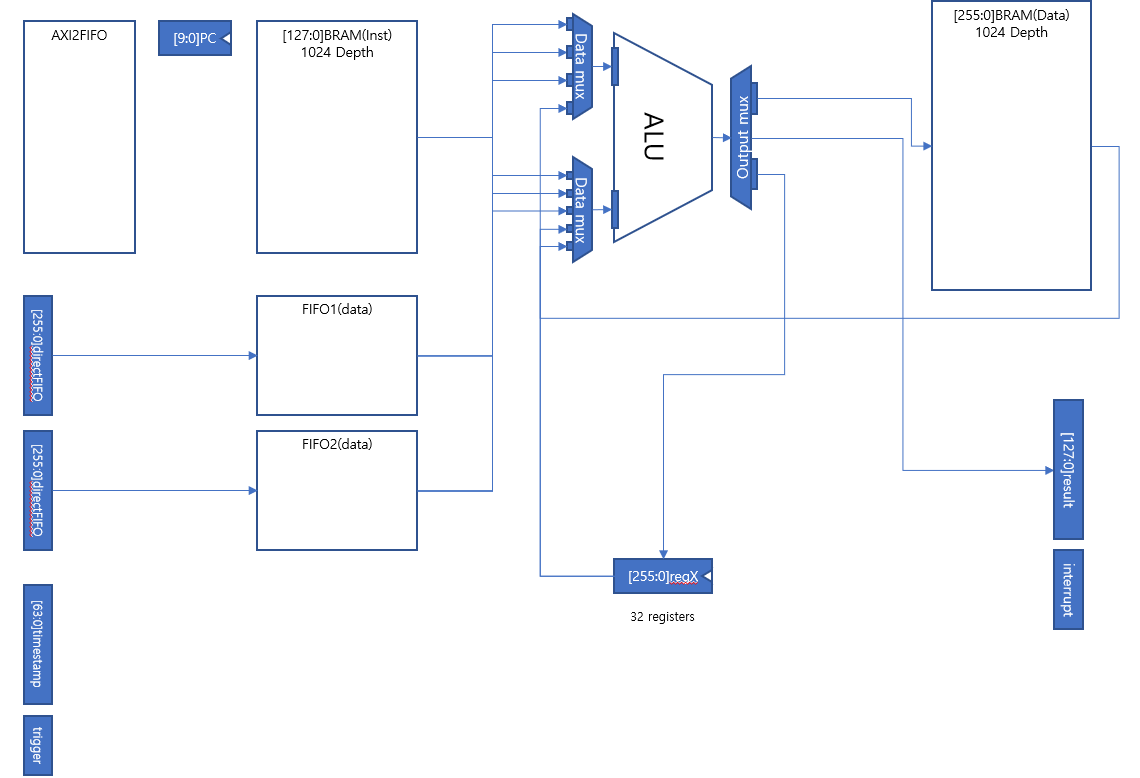 AXI2FIFO
[9:0]PC
[127:0]BRAM(Inst)
1024 Depth
Data mux
Data mux
ALU
Output mux
[255:0]BRAM(Data)
1024 Depth
[255:0]directFIFO
FIFO1(data)
[255:0]directFIFO
FIFO2(data)
[127:0]result
[255:0]regX
32 registers
interrupt
[63:0]timestamp
trigger